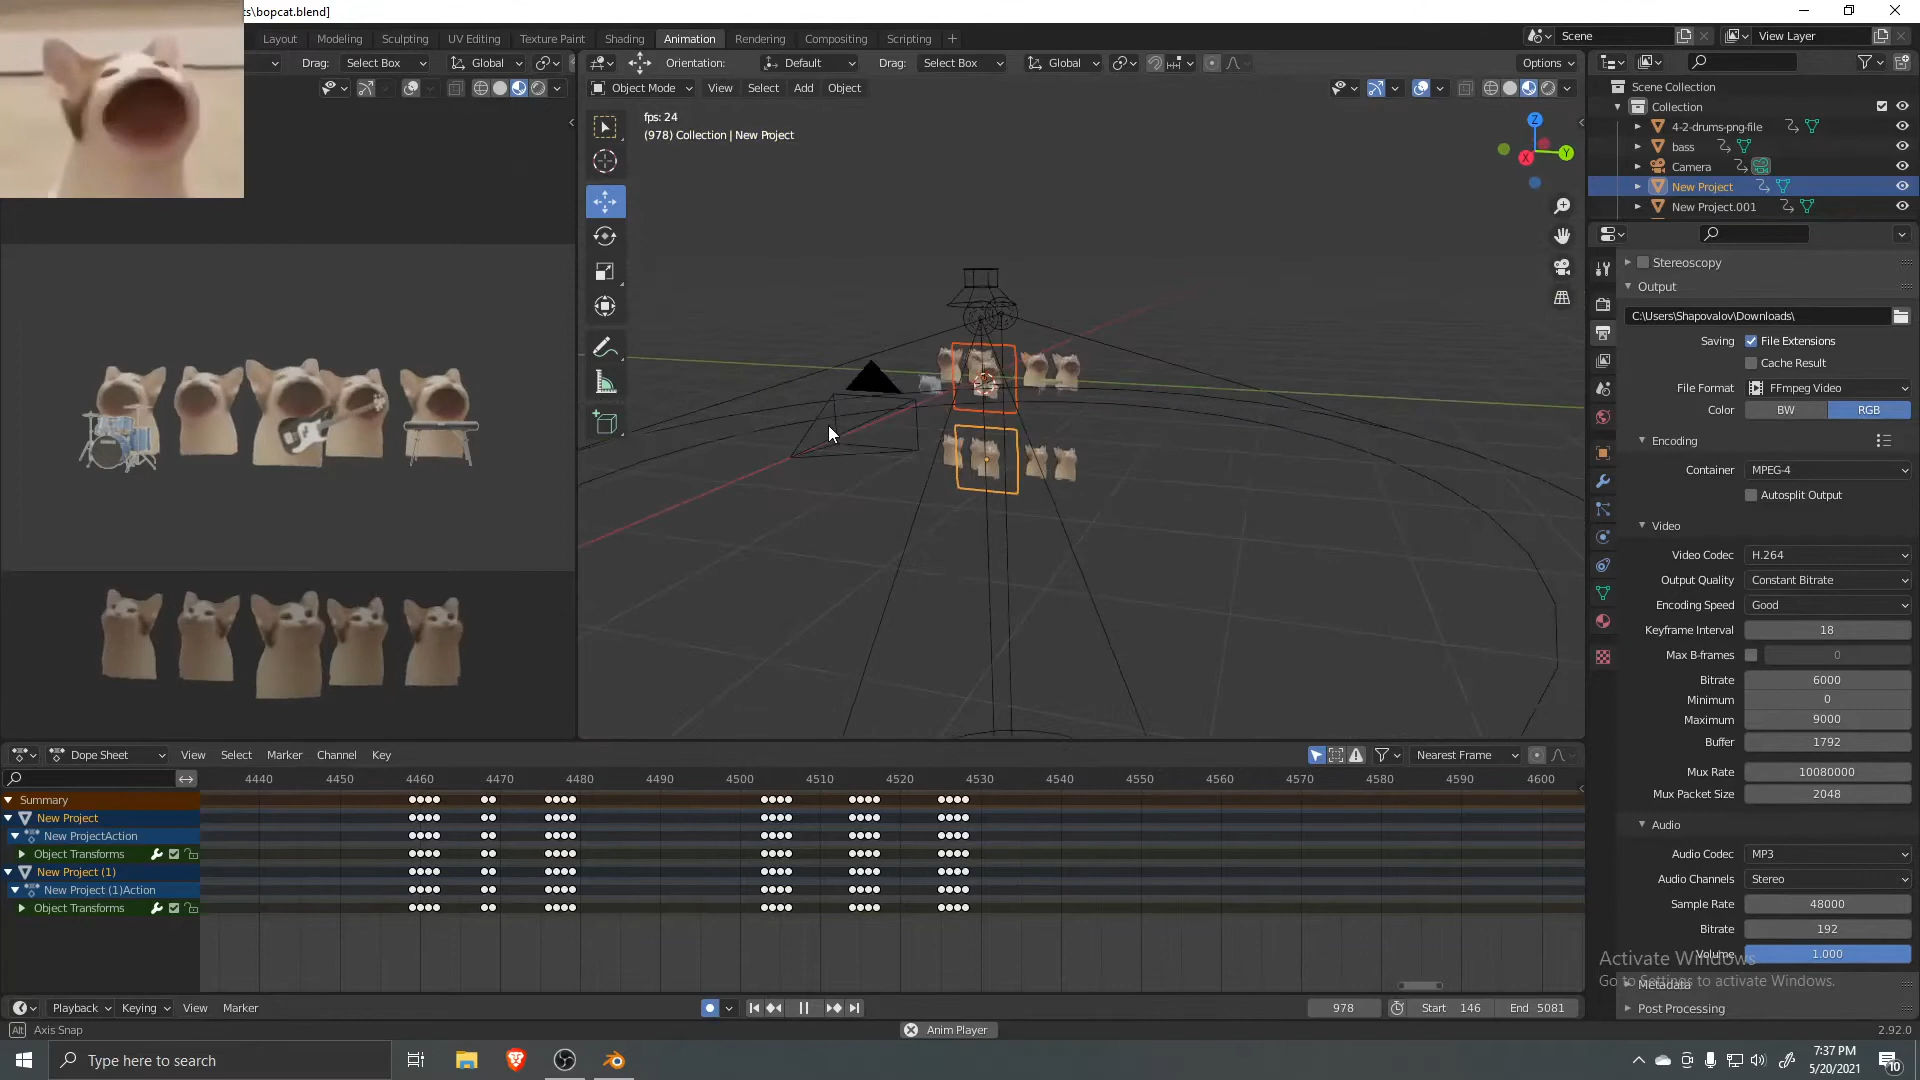 ts\bopcat.blend]
Layout Modeling Sculpting UV Editing Texture Paint Shading Animation Rendering Compositing Scripting +
Scene View Layer
Drag: Select Box Global Orientation: Default Drag: Select Box Global Options
Object Mode View Select Add Object
fps: 24
(978) Collection | New Project
Z
Y
X
Scene Collection
Collection
4-2-drums-png-file
bass
Camera
New Project
New Project.001
Stereoscopy
Output
C:\Users\Shapovalov\Downloads\
Saving File Extensions
Cache Result
File Format FFmpeg Video
Color BW RGB
Encoding
Container MPEG-4
Autosplit Output
Video
Video Codec H.264
Output Quality Constant Bitrate
Encoding Speed Good
Keyframe Interval 18
Max B-frames 0
Bitrate 6000
Minimum 0
Maximum 9000
Buffer 1792
Mux Rate 10080000
Mux Packet Size 2048
Audio
Audio Codec MP3
Audio Channels Stereo
Sample Rate 48000
Bitrate 192
Volume 1.000
Activate Windows
Go to Settings to activate Windows.
Metadata
Post Processing
Dope Sheet View Select Marker Channel Key Nearest Frame
4440 4450 4460 4470 4480 4490 4500 4510 4520 4530 4540 4550 4560 4570 4580 4590 4600
Summary
New Project
New ProjectAction
Object Transforms
New Project (1)
New Project (1)Action
Object Transforms
Playback Keying View Marker 978 Start 146 End 5081
Alt Axis Snap Anim Player 2.92.0
Type here to search
7:37 PM
5/20/2021
10